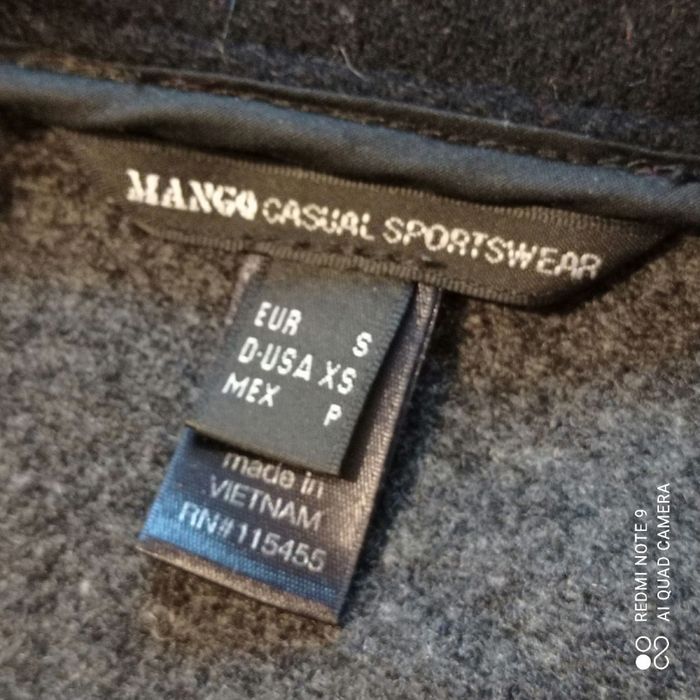 MANGO CASUAL SPORTSWEAR
EUR S
D-USA XS
MEX P
made in
VIETNAM
RN#115455
REDMI NOTE 9
AI QUAD CAMERA